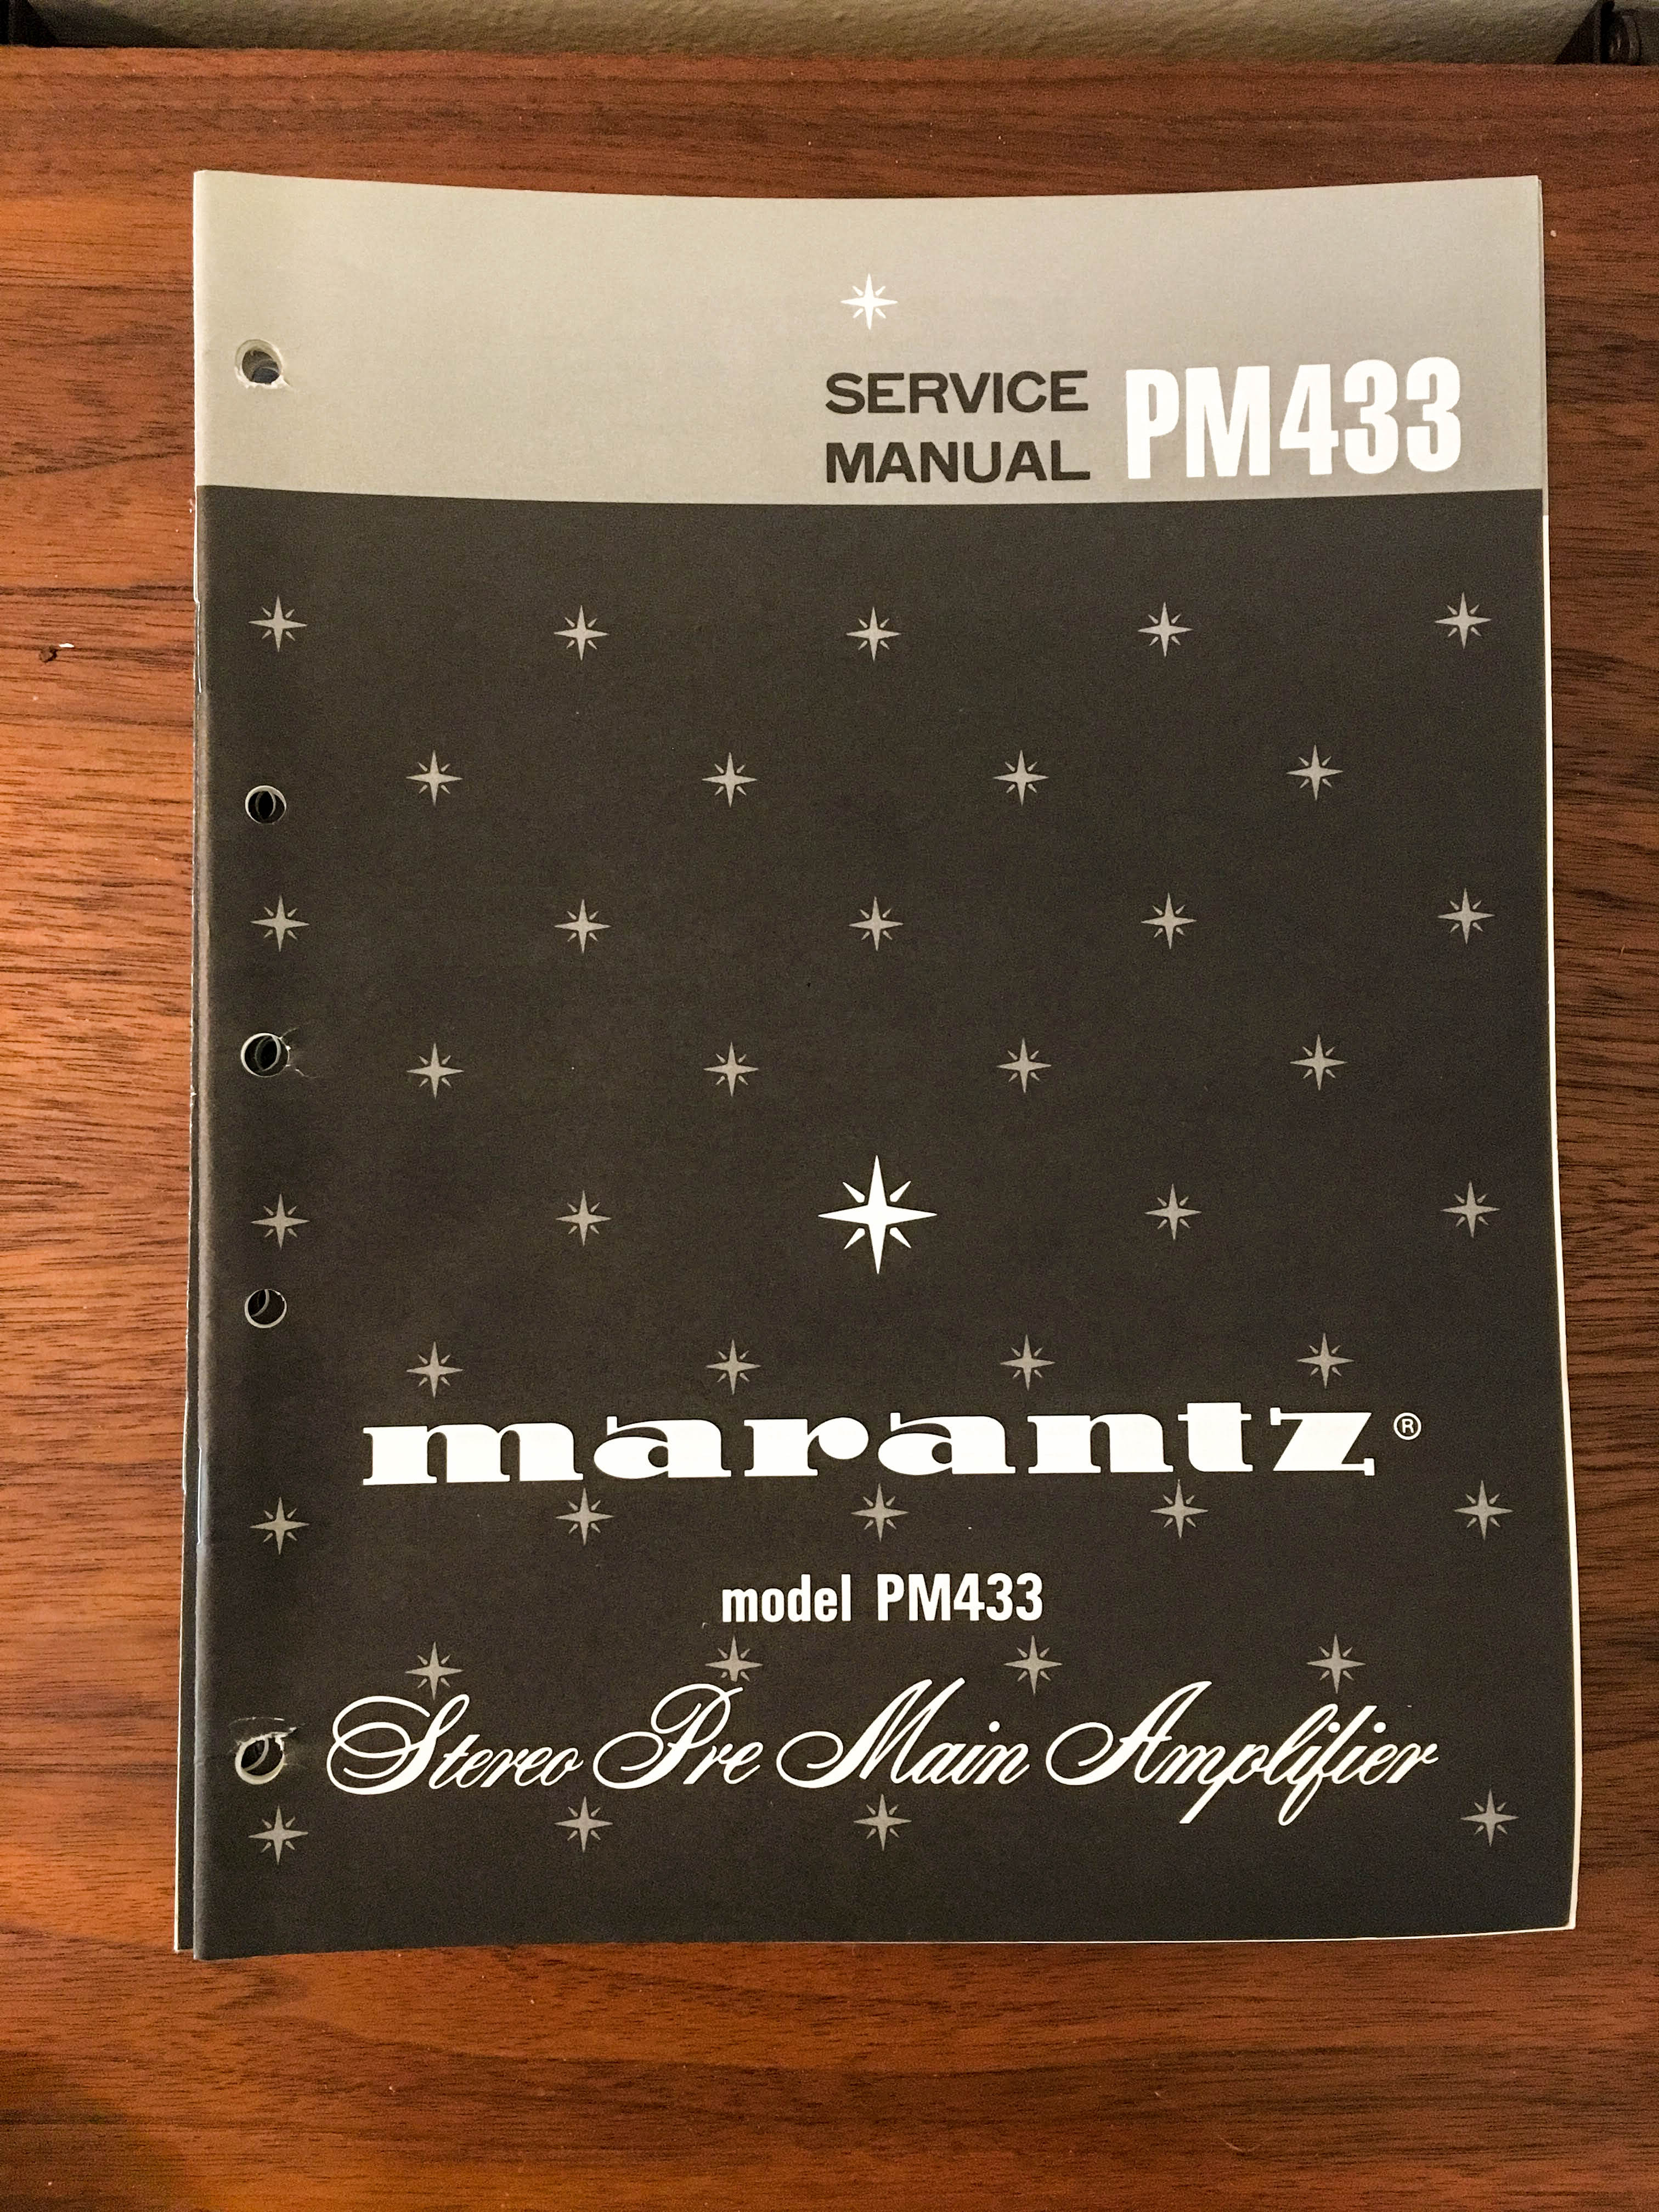 SERVICE PM433
MANUAL
marantz®
model PM433
Stereo Pre Main Amplifier